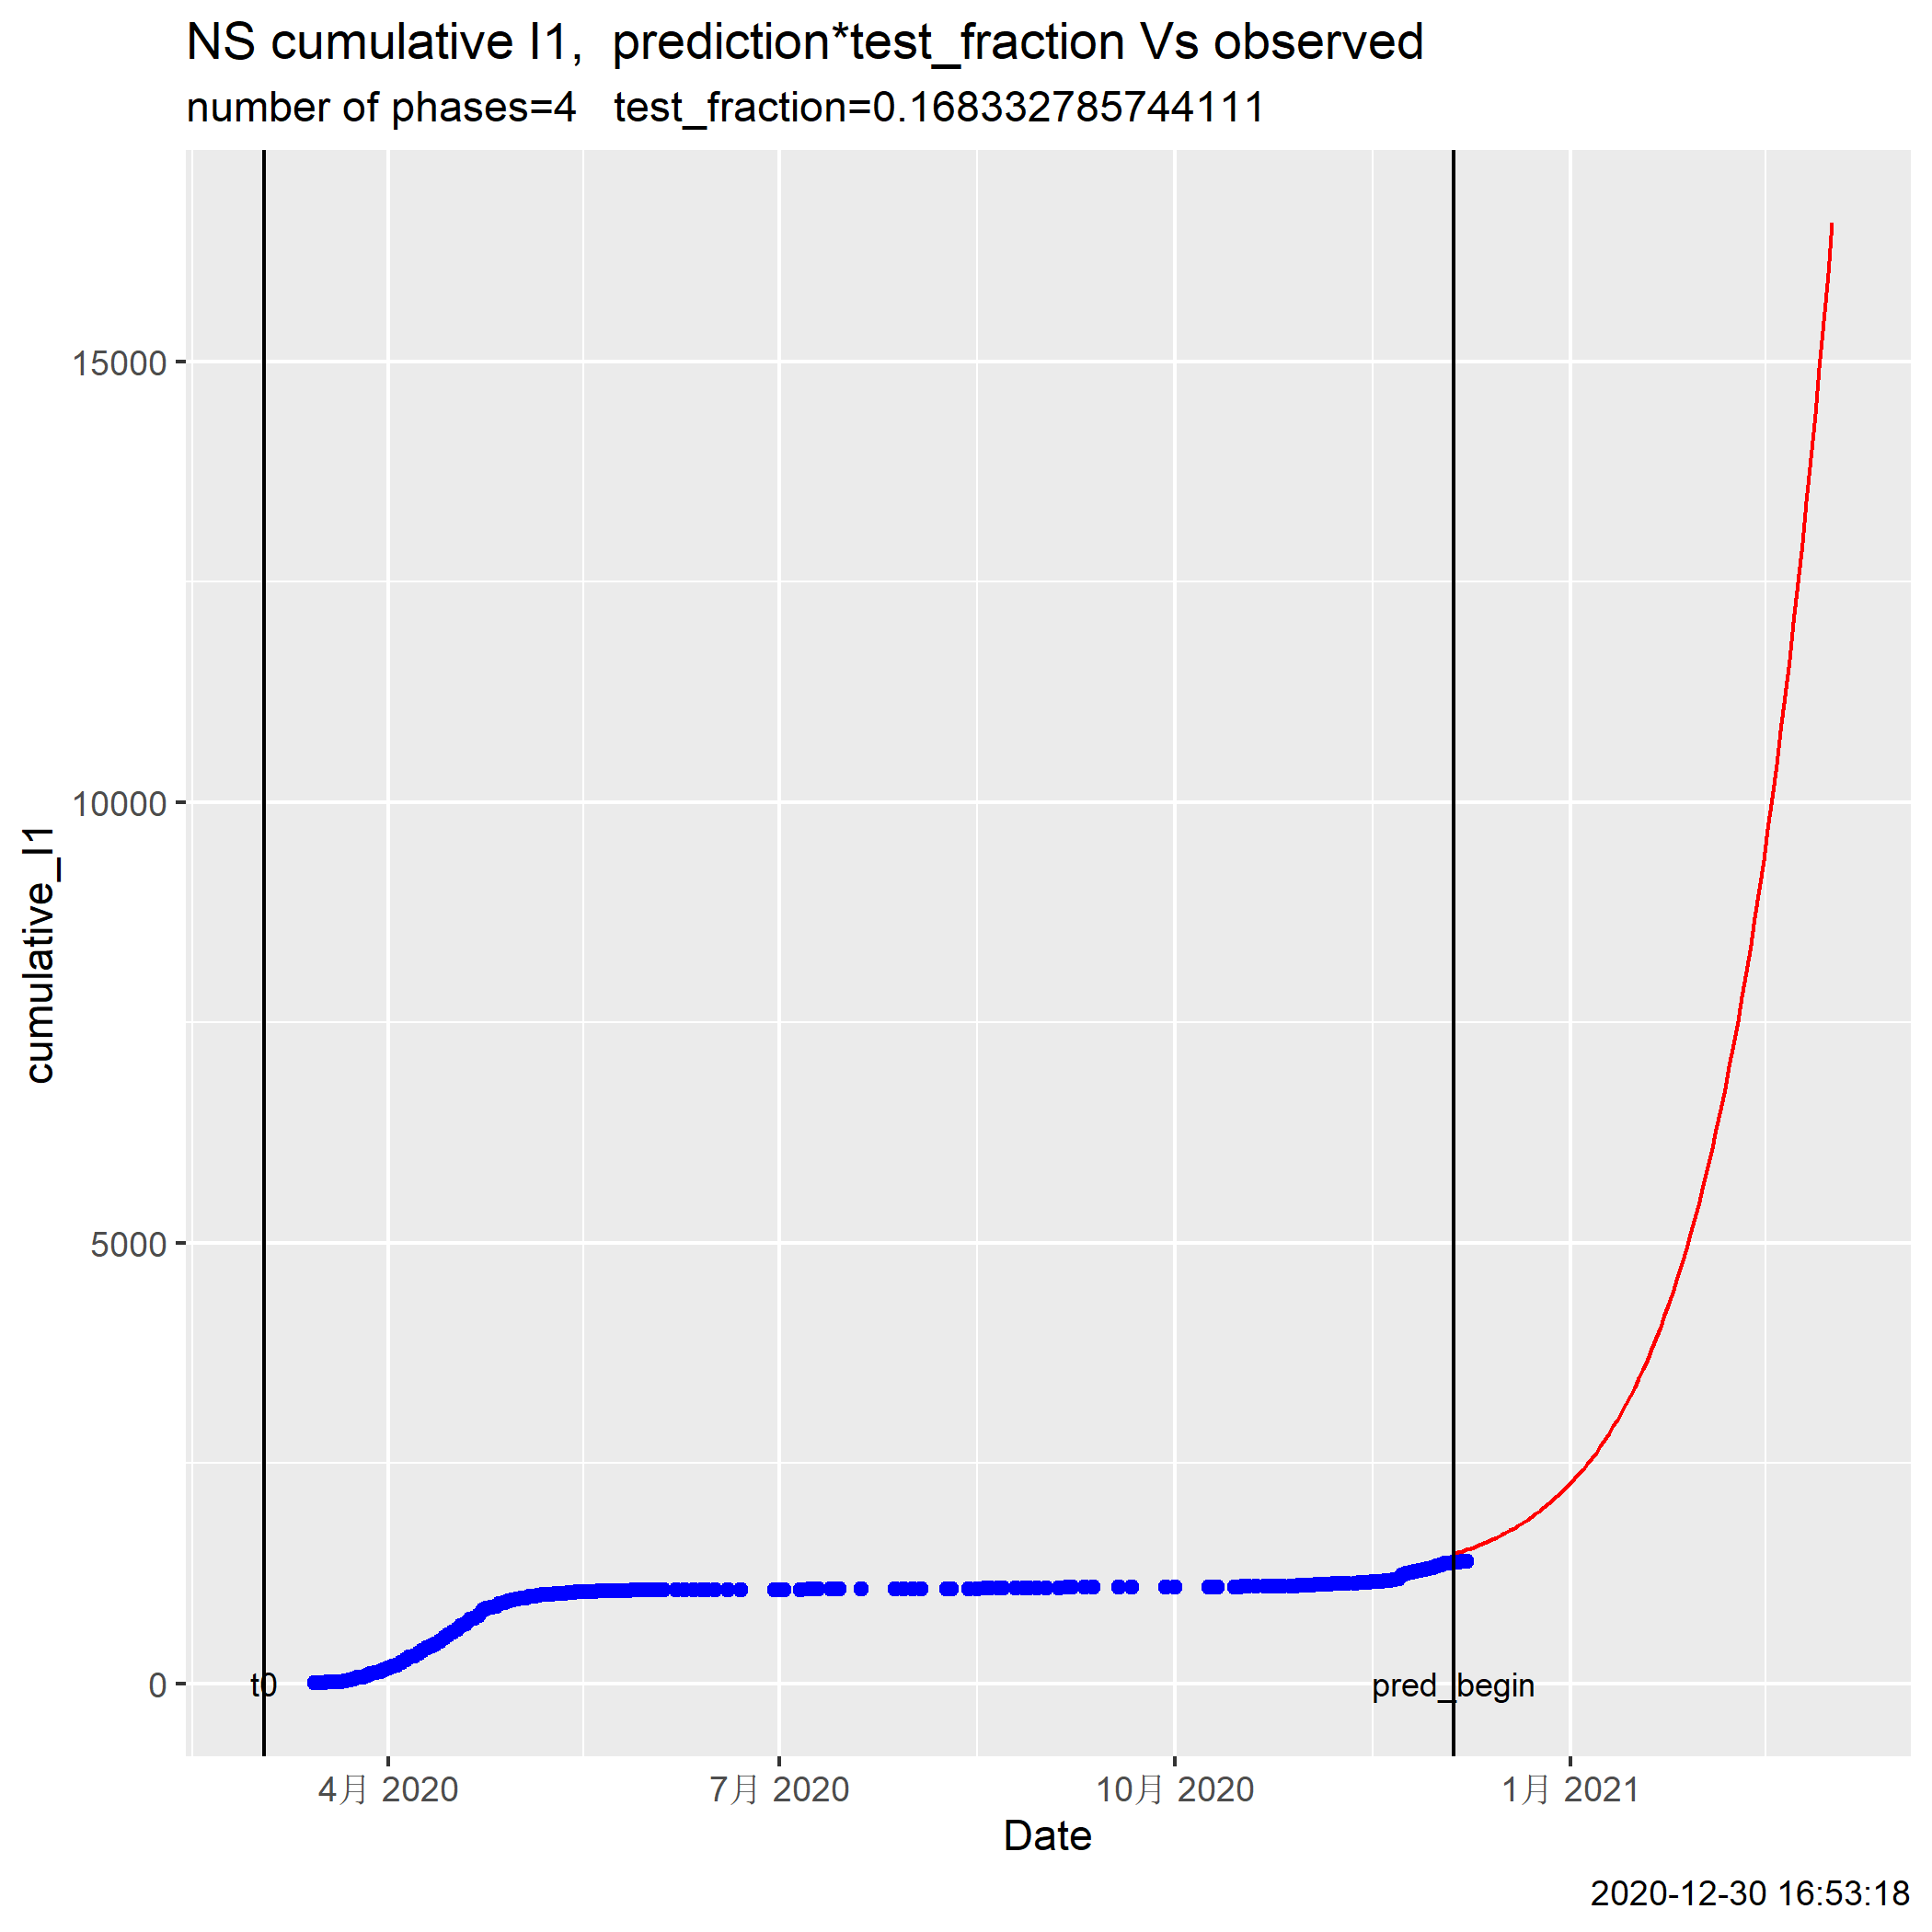 NS cumulative I1,  prediction*test_fraction Vs observed
number of phases=4   test_fraction=0.168332785744111
cumulative_I1
15000
10000
5000
0
t0
pred_begin
4月 2020
7月 2020
10月 2020
1月 2021
Date
2020-12-30 16:53:18